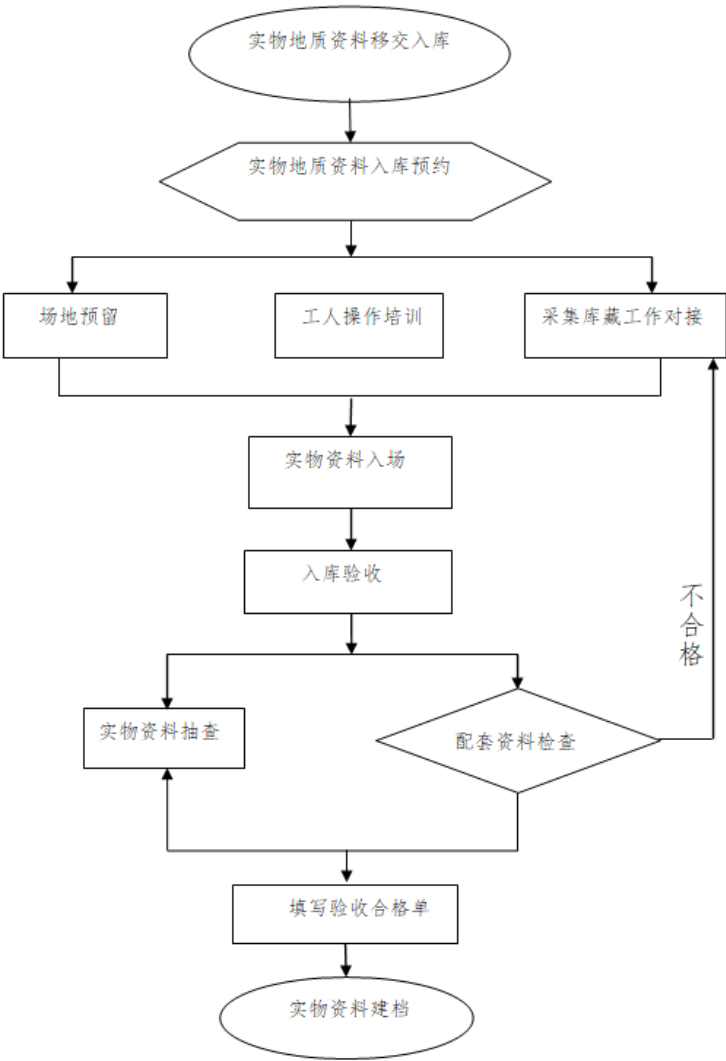 实物地质资料移交入库
实物地质资料入库预约
场地预留
工人操作培训
采集库藏工作对接
实物资料入场
入库验收
不合格
实物资料抽查
配套资料检查
填写验收合格单
实物资料建档